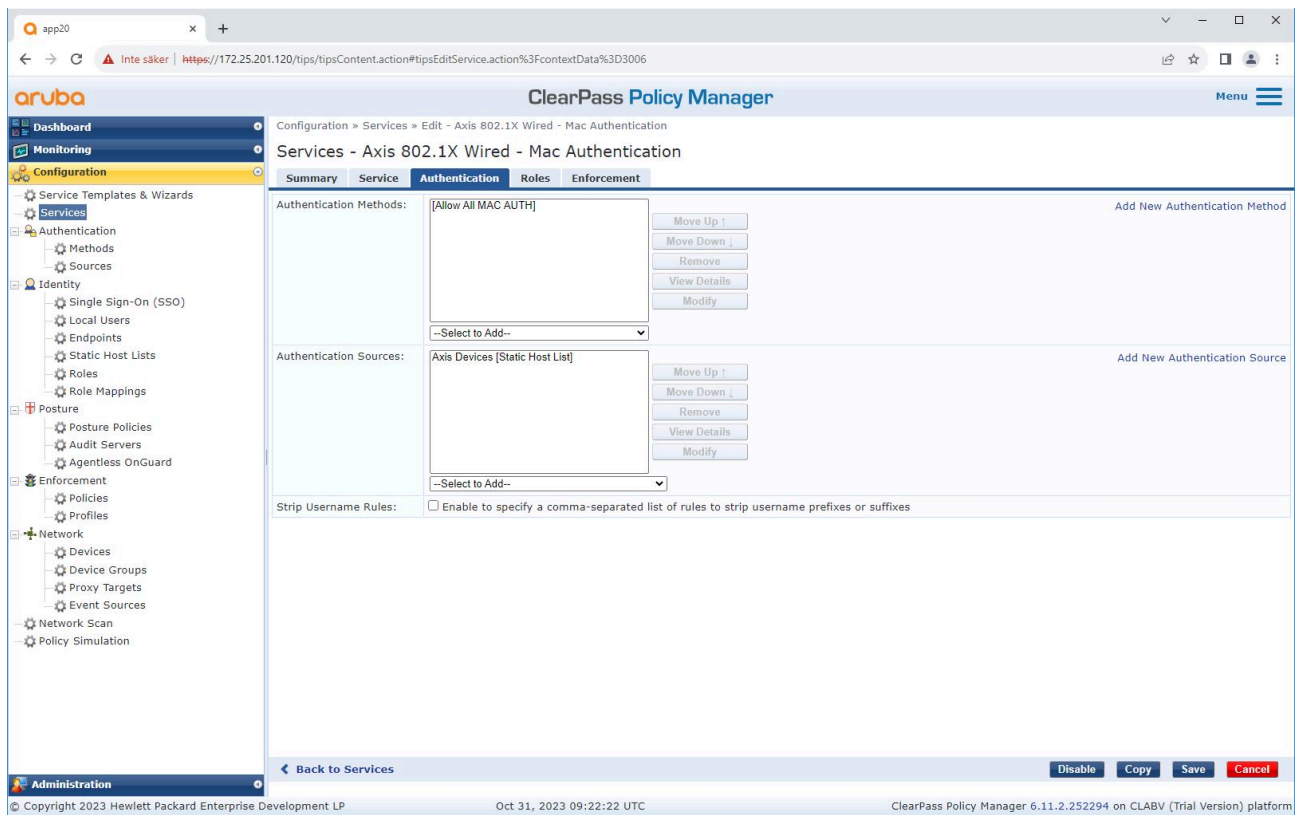 app20
Inte säker | https://172.25.201.120/tips/tipsContent.action#tipsEditService.action%3FcontextData%3D3006
aruba
ClearPass Policy Manager
Menu
Dashboard
Monitoring
Configuration
Service Templates & Wizards
Services
Authentication
Methods
Sources
Identity
Single Sign-On (SSO)
Local Users
Endpoints
Static Host Lists
Roles
Role Mappings
Posture
Posture Policies
Audit Servers
Agentless OnGuard
Enforcement
Policies
Profiles
Network
Devices
Device Groups
Proxy Targets
Event Sources
Network Scan
Policy Simulation
Administration
Configuration » Services » Edit - Axis 802.1X Wired - Mac Authentication
Services - Axis 802.1X Wired - Mac Authentication
Summary Service Authentication Roles Enforcement
Authentication Methods:
[Allow All MAC AUTH]
Move Up ↑
Move Down ↓
Remove
View Details
Modify
--Select to Add--
Add New Authentication Method
Authentication Sources:
Axis Devices [Static Host List]
Move Up ↑
Move Down ↓
Remove
View Details
Modify
--Select to Add--
Add New Authentication Source
Strip Username Rules:
Enable to specify a comma-separated list of rules to strip username prefixes or suffixes
Back to Services
Disable Copy Save Cancel
© Copyright 2023 Hewlett Packard Enterprise Development LP Oct 31, 2023 09:22:22 UTC ClearPass Policy Manager 6.11.2.252294 on CLABV (Trial Version) platform